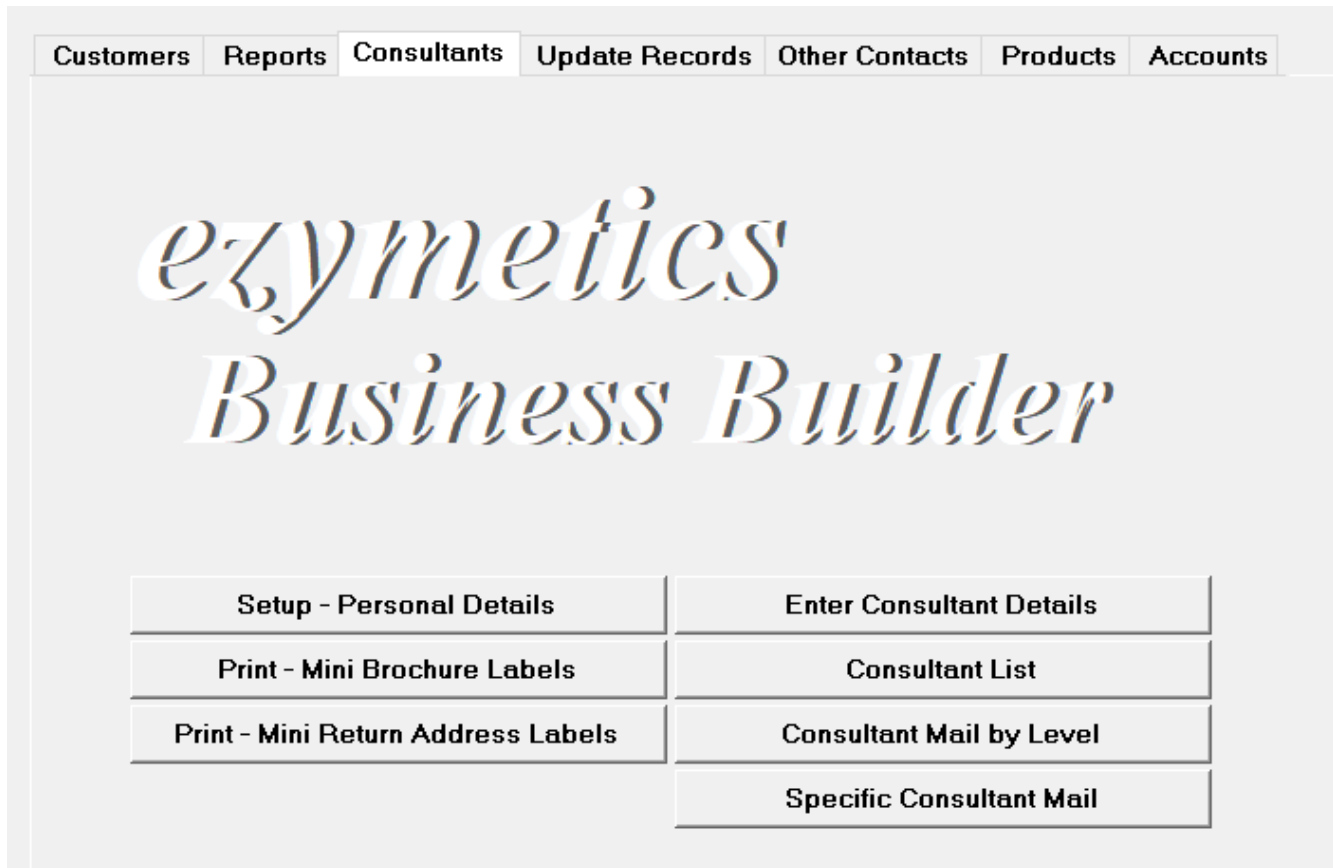 Customers Reports Consultants Update Records Other Contacts Products Accounts
ezymetics
Business Builder
Setup - Personal Details Enter Consultant Details
Print - Mini Brochure Labels Consultant List
Print - Mini Return Address Labels Consultant Mail by Level
Specific Consultant Mail